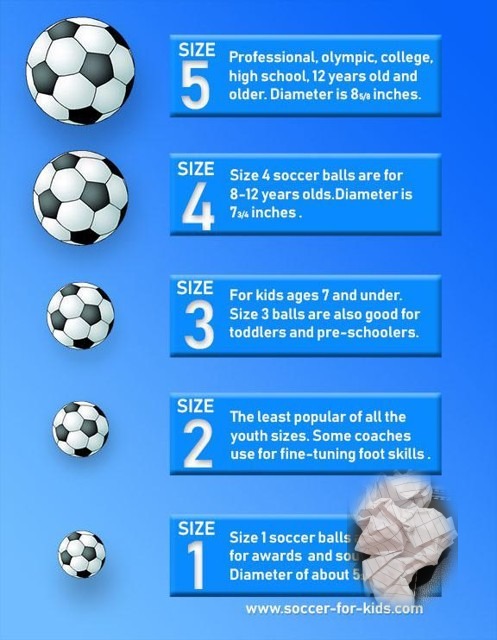 SIZE
5
Professional, olympic, college,
high school, 12 years old and
older. Diameter is 8 5/8 inches.
SIZE
4
Size 4 soccer balls are for
8-12 years olds.Diameter is
7 3/4 inches .
SIZE
3
For kids ages 7 and under.
Size 3 balls are also good for
toddlers and pre-schoolers.
SIZE
2
The least popular of all the
youth sizes. Some coaches
use for fine-tuning foot skills .
SIZE
1
Size 1 soccer balls
for awards and
Diameter of about
www.soccer-for-kids.com